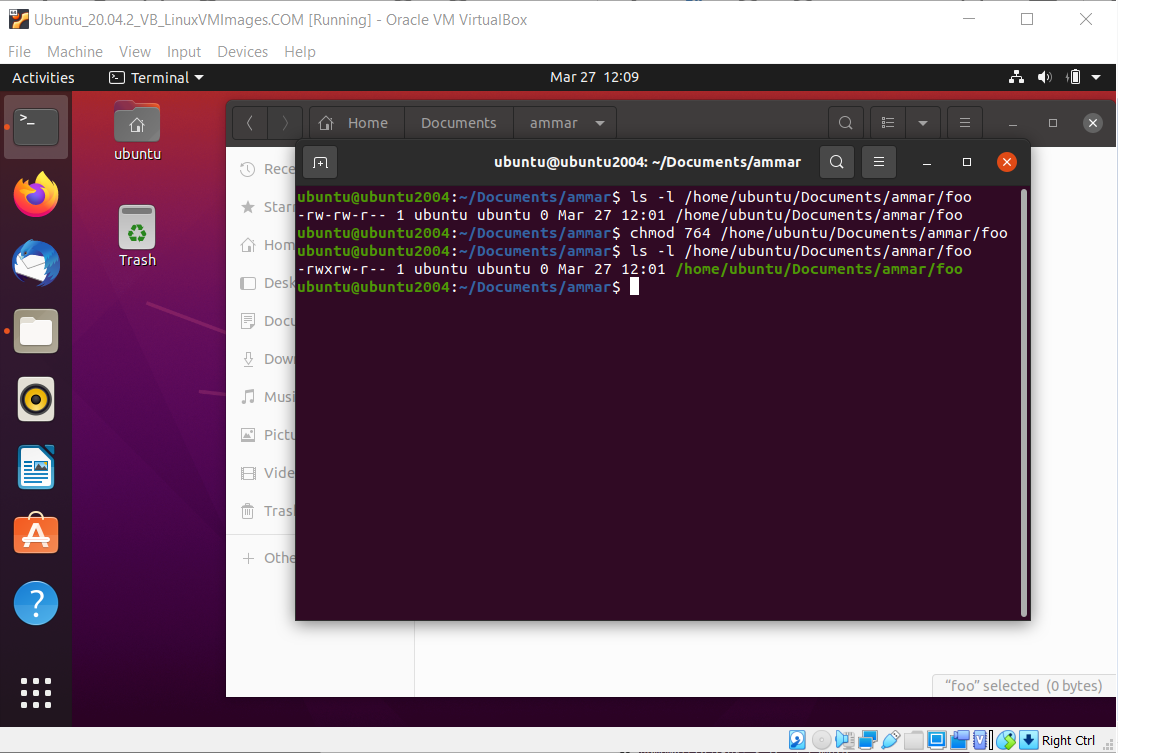 Ubuntu_20.04.2_VB_LinuxVMImages.COM [Running] - Oracle VM VirtualBox
File Machine View Input Devices Help
Activities Terminal Mar 27 12:09
ubuntu
Trash
Home Documents ammar
ubuntu@ubuntu2004: ~/Documents/ammar
ubuntu@ubuntu2004:~/Documents/ammar$ ls -l /home/ubuntu/Documents/ammar/foo
-rw-rw-r-- 1 ubuntu ubuntu 0 Mar 27 12:01 /home/ubuntu/Documents/ammar/foo
ubuntu@ubuntu2004:~/Documents/ammar$ chmod 764 /home/ubuntu/Documents/ammar/foo
ubuntu@ubuntu2004:~/Documents/ammar$ ls -l /home/ubuntu/Documents/ammar/foo
-rwxrw-r-- 1 ubuntu ubuntu 0 Mar 27 12:01 /home/ubuntu/Documents/ammar/foo
ubuntu@ubuntu2004:~/Documents/ammar$
Rece
Star
Hom
Desk
Docu
Dow
Musi
Pictu
Vide
Tras
+ Othe
"foo" selected (0 bytes)
Right Ctrl